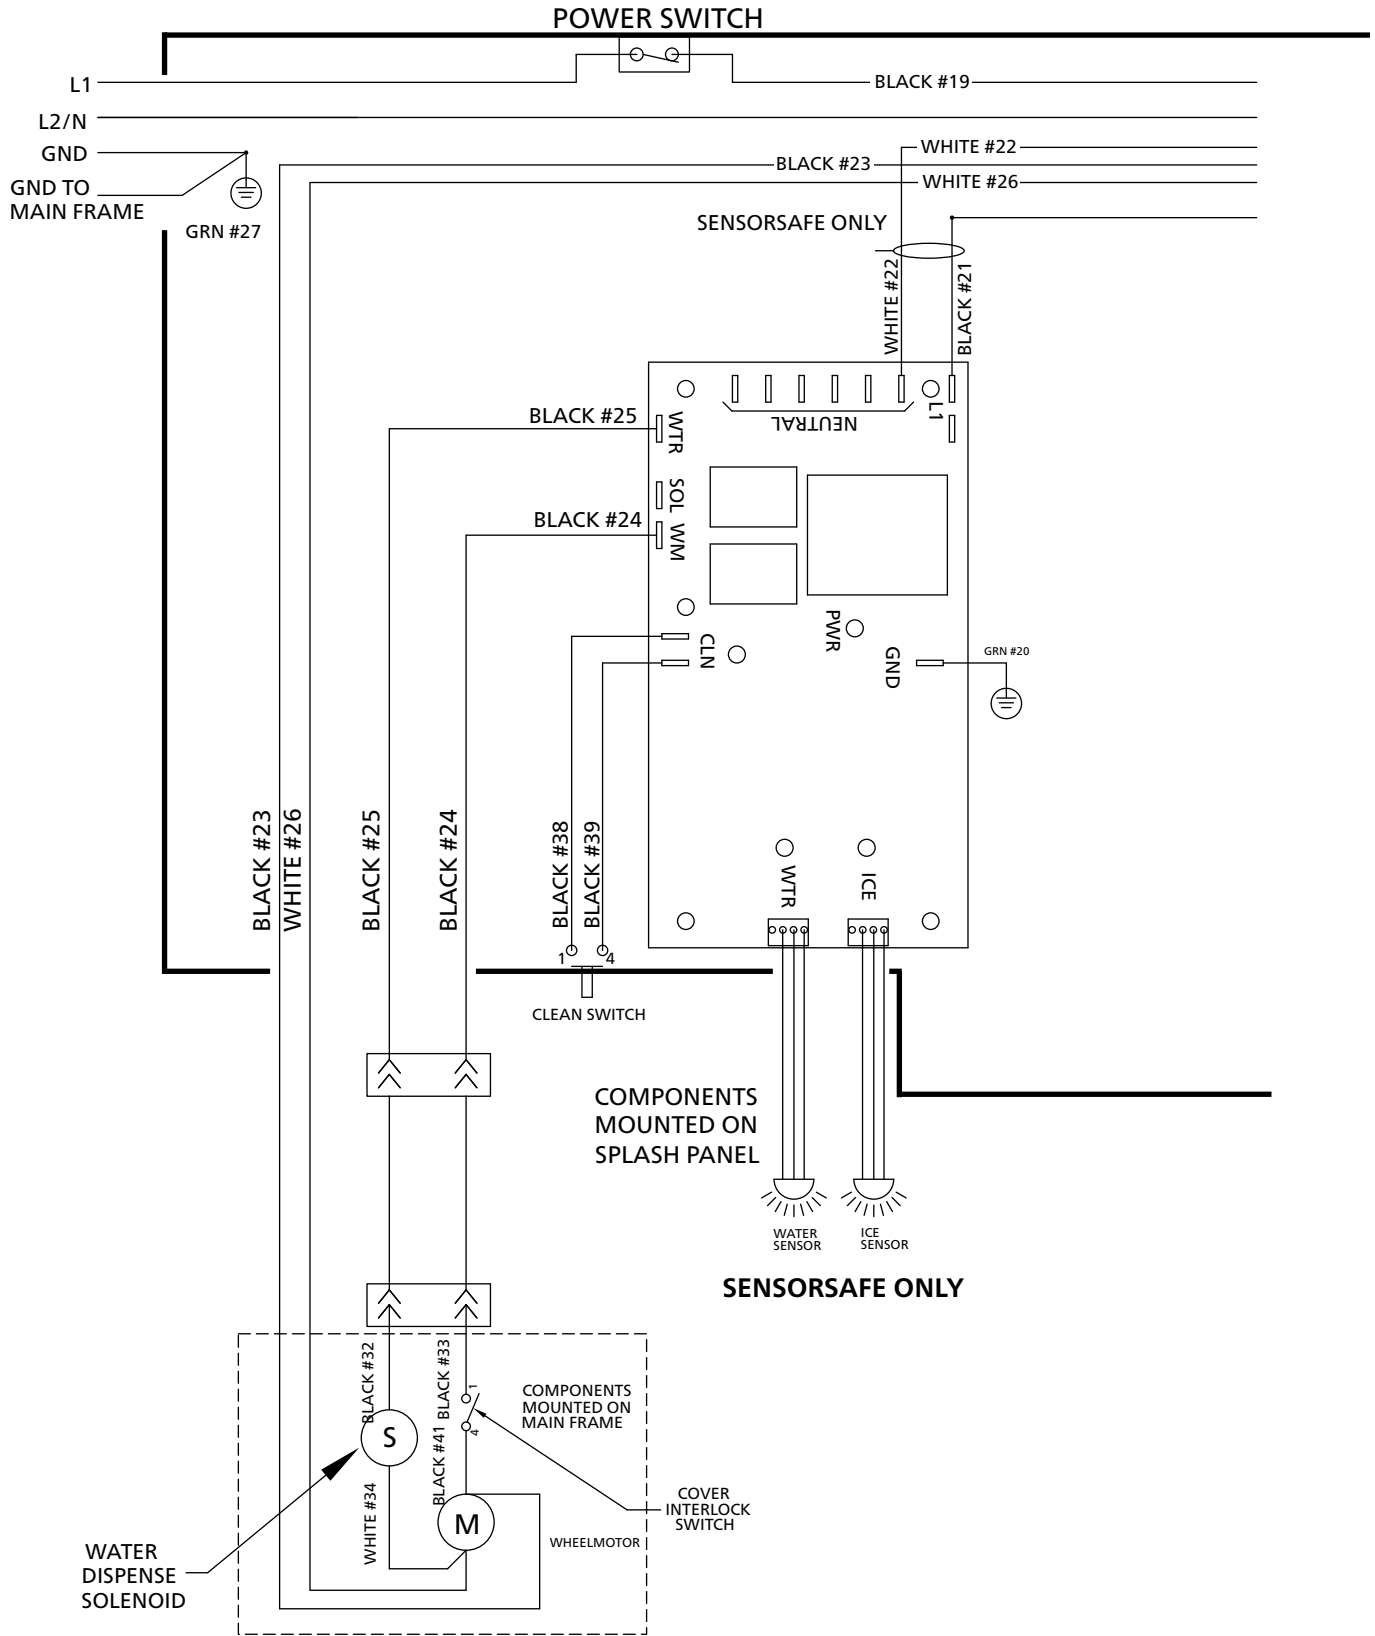 POWER SWITCH
L1
BLACK #19
L2/N
GND
WHITE #22
BLACK #23
GND TO
MAIN FRAME
WHITE #26
GRN #27
SENSORSAFE ONLY
WHITE #22
BLACK #21
BLACK #25
WTR
NEUTRAL
L1
SOL
BLACK #24
WM
CLN
PWR
GND
GRN #20
BLACK #23
WHITE #26
BLACK #25
BLACK #24
BLACK #38
BLACK #39
WTR
ICE
1
4
CLEAN SWITCH
COMPONENTS
MOUNTED ON
SPLASH PANEL
WATER
SENSOR
ICE
SENSOR
SENSORSAFE ONLY
BLACK #32
BLACK #33
1
COMPONENTS
MOUNTED ON
MAIN FRAME
4
S
BLACK #41
WHITE #34
M
COVER
INTERLOCK
SWITCH
WHEELMOTOR
WATER
DISPENSE
SOLENOID